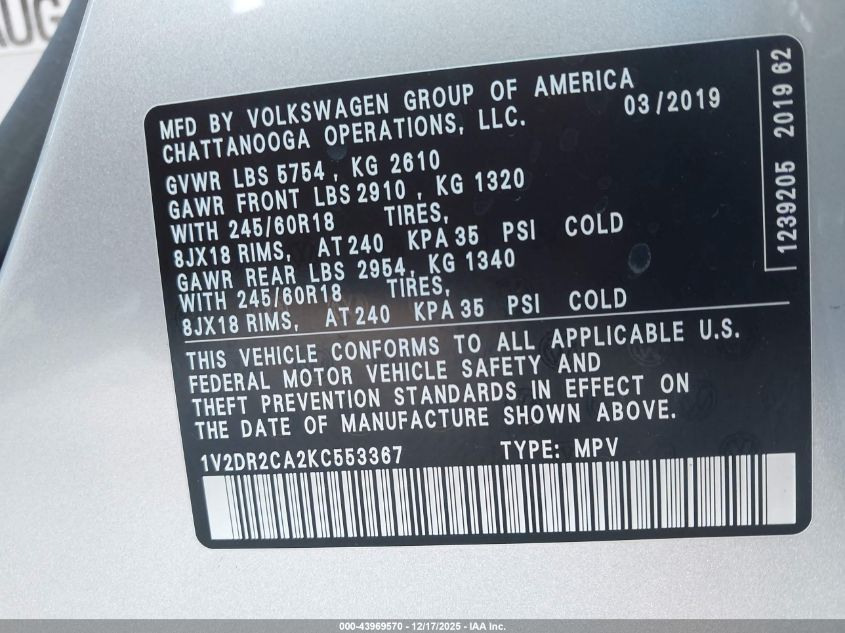 MFD BY VOLKSWAGEN GROUP OF AMERICA
CHATTANOOGA OPERATIONS, LLC. 03/2019
GVWR LBS 5754 , KG 2610
GAWR FRONT LBS 2910 , KG 1320
WITH 245/60R18 TIRES,
8JX18 RIMS, AT 240 KPA 35 PSI COLD
GAWR REAR LBS 2954, KG 1340
WITH 245/60R18 TIRES,
8JX18 RIMS, AT 240 KPA 35 PSI COLD
THIS VEHICLE CONFORMS TO ALL APPLICABLE U.S.
FEDERAL MOTOR VEHICLE SAFETY AND
THEFT PREVENTION STANDARDS IN EFFECT ON
THE DATE OF MANUFACTURE SHOWN ABOVE.
1V2DR2CA2KC553367 TYPE: MPV
1239205 2019 62
000-43969570 - 12/17/2025 - IAA Inc.